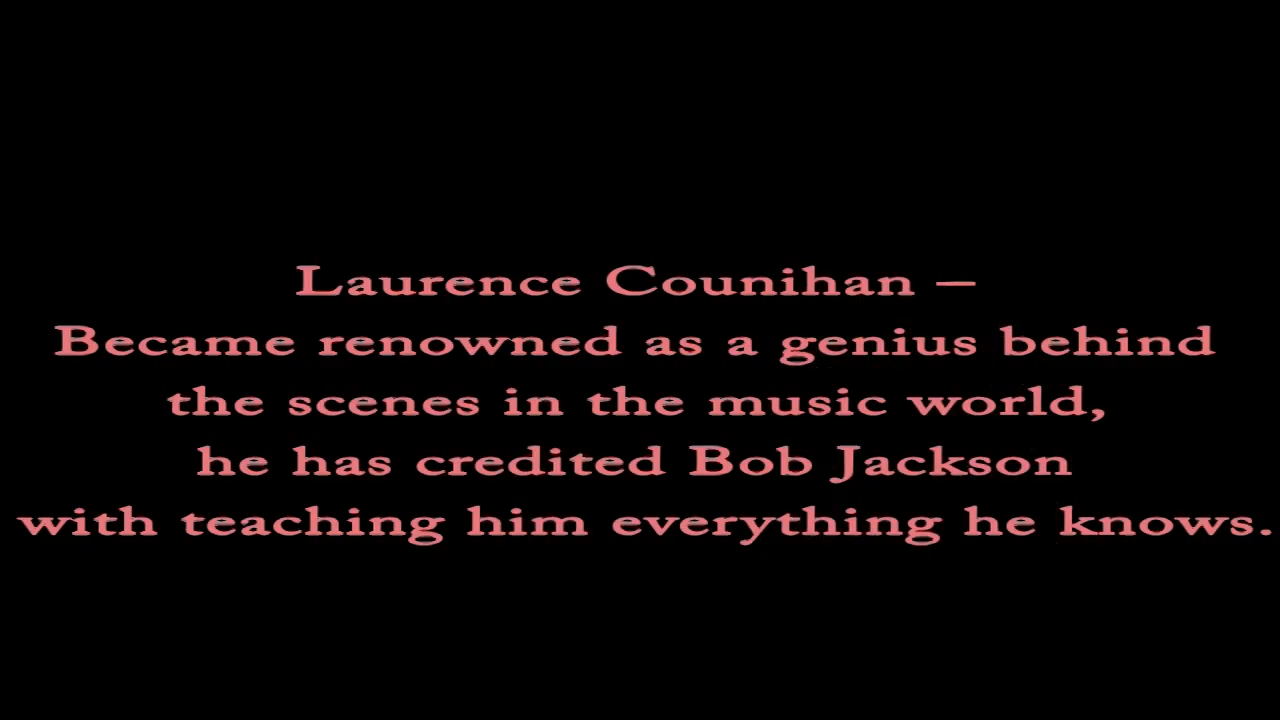 Laurence Counihan –
Became renowned as a genius behind
the scenes in the music world,
he has credited Bob Jackson
with teaching him everything he knows.